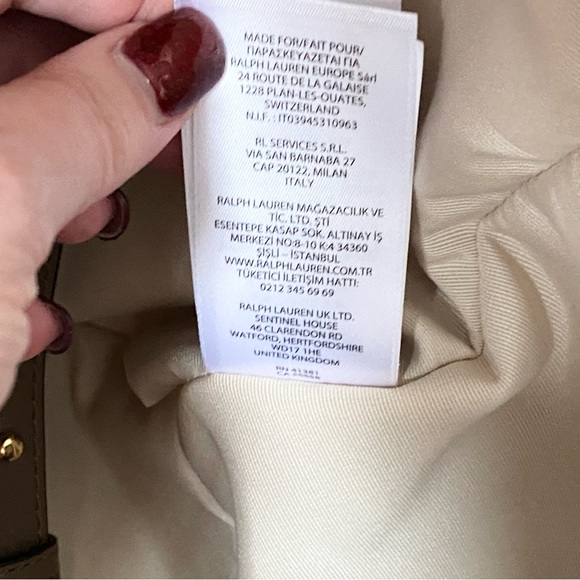 MADE FOR/FAIT POUR/
ΠΑΡΑΣΚΕΥΑΖΕΤΑΙ ΓΙΑ
RALPH LAUREN EUROPE Sàrl
24 ROUTE DE LA GALAISE
1228 PLAN-LES-OUATES,
SWITZERLAND
N.I.F. : IT03945310963
RL SERVICES S.R.L.
VIA SAN BARNABA 27
CAP 20122, MILAN
ITALY
RALPH LAUREN MAĞAZACILIK VE
TİC. LTD. ŞTİ
ESENTEPE KASAP SOK. ALTINAY İŞ
MERKEZİ NO:8-10 K:4 34360
ŞİŞLİ – İSTANBUL
WWW.RALPHLAUREN.COM.TR
TÜKETİCİ İLETİŞİM HATTI:
0212 345 69 69
RALPH LAUREN UK LTD.
SENTINEL HOUSE
46 CLARENDON RD
WATFORD, HERTFORDSHIRE
WD17 1HE
UNITED KINGDOM
RN 41381
CA